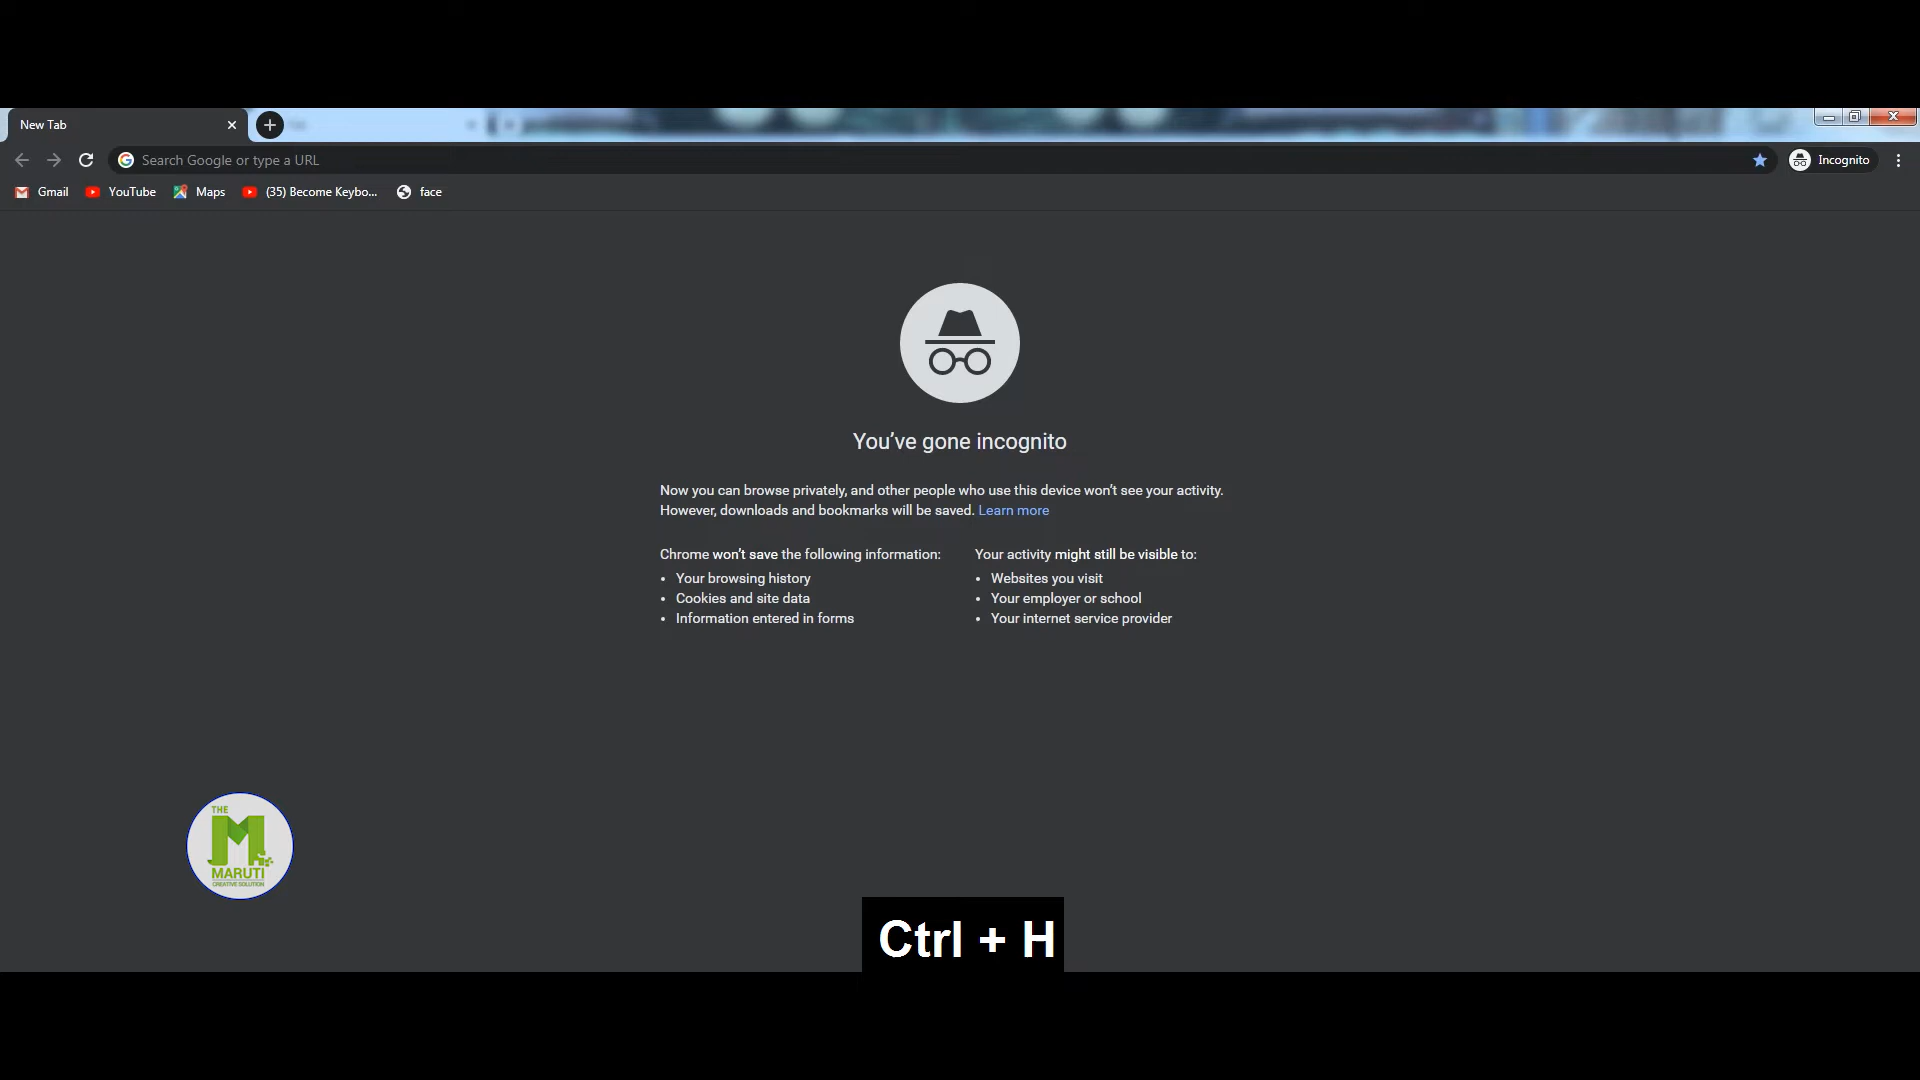 New Tab
Search Google or type a URL
Incognito
Gmail
YouTube
Maps
(35) Become Keybo...
face
You’ve gone incognito
Now you can browse privately, and other people who use this device won’t see your activity.
However, downloads and bookmarks will be saved. Learn more
Chrome won’t save the following information:
Your browsing history
Cookies and site data
Information entered in forms
Your activity might still be visible to:
Websites you visit
Your employer or school
Your internet service provider
THE
M
MARUTI
CREATIVE SOLUTION
Ctrl + H